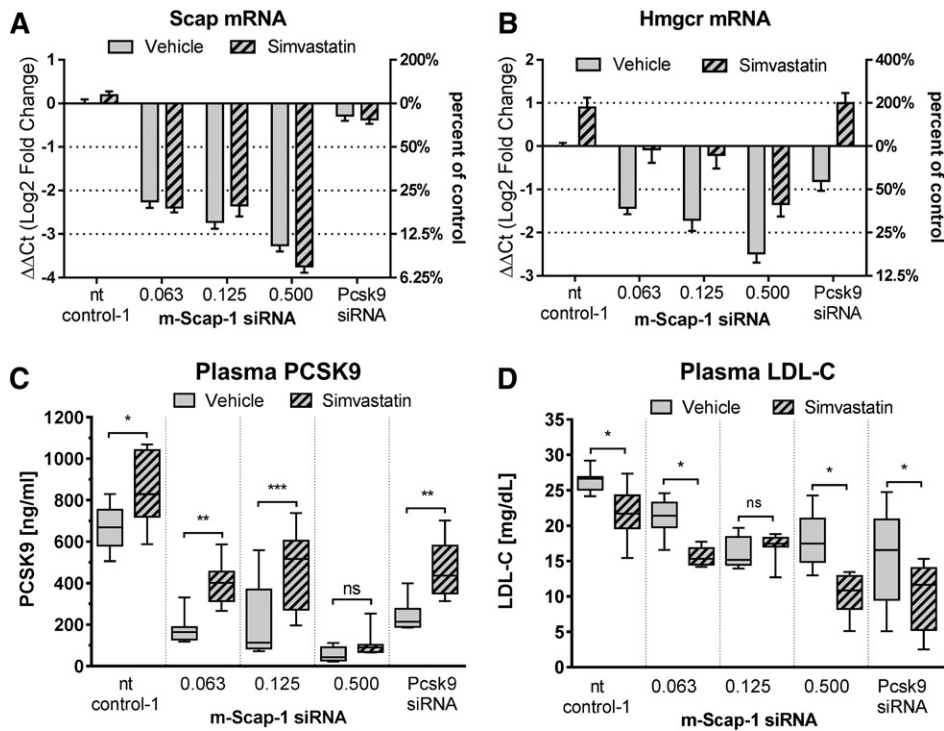 A
Scap mRNA
Vehicle Simvastatin
ΔΔCt (Log2 Fold Change)
1
0
-1
-2
-3
-4
200%
0%
50%
25%
12.5%
6.25%
percent of control
nt control-1 0.063 0.125 0.500 Pcsk9 siRNA
m-Scap-1 siRNA
B
Hmgcr mRNA
Vehicle Simvastatin
ΔΔCt (Log2 Fold Change)
2
1
0
-1
-2
-3
400%
200%
0%
50%
25%
12.5%
percent of control
nt control-1 0.063 0.125 0.500 Pcsk9 siRNA
m-Scap-1 siRNA
C
Plasma PCSK9
Vehicle Simvastatin
PCSK9 [ng/ml]
1200
1000
800
600
400
200
0
* ** *** ns **
nt control-1 0.063 0.125 0.500 Pcsk9 siRNA
m-Scap-1 siRNA
D
Plasma LDL-C
Vehicle Simvastatin
LDL-C [mg/dL]
35
30
25
20
15
10
5
0
* * ns * *
nt control-1 0.063 0.125 0.500 Pcsk9 siRNA
m-Scap-1 siRNA